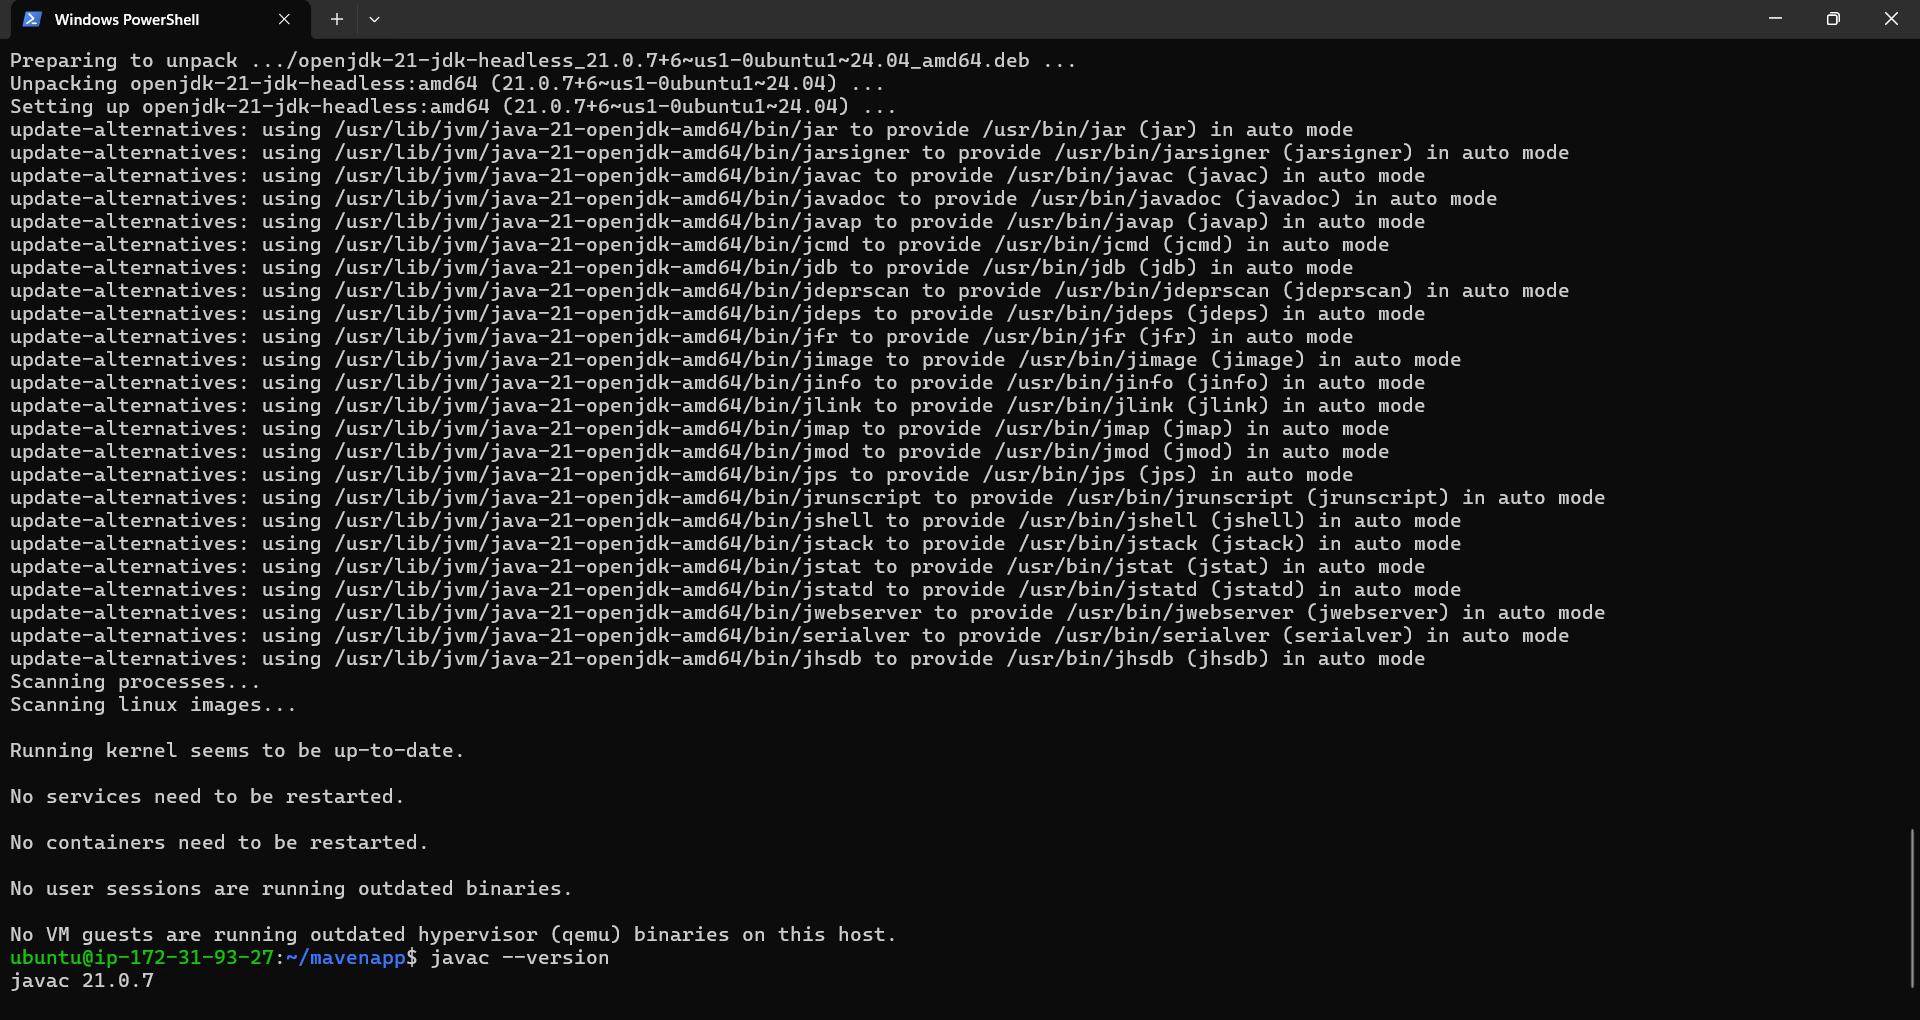 Windows PowerShell
Preparing to unpack .../openjdk-21-jdk-headless_21.0.7+6~us1-0ubuntu1~24.04_amd64.deb ...
Unpacking openjdk-21-jdk-headless:amd64 (21.0.7+6~us1-0ubuntu1~24.04) ...
Setting up openjdk-21-jdk-headless:amd64 (21.0.7+6~us1-0ubuntu1~24.04) ...
update-alternatives: using /usr/lib/jvm/java-21-openjdk-amd64/bin/jar to provide /usr/bin/jar (jar) in auto mode
update-alternatives: using /usr/lib/jvm/java-21-openjdk-amd64/bin/jarsigner to provide /usr/bin/jarsigner (jarsigner) in auto mode
update-alternatives: using /usr/lib/jvm/java-21-openjdk-amd64/bin/javac to provide /usr/bin/javac (javac) in auto mode
update-alternatives: using /usr/lib/jvm/java-21-openjdk-amd64/bin/javadoc to provide /usr/bin/javadoc (javadoc) in auto mode
update-alternatives: using /usr/lib/jvm/java-21-openjdk-amd64/bin/javap to provide /usr/bin/javap (javap) in auto mode
update-alternatives: using /usr/lib/jvm/java-21-openjdk-amd64/bin/jcmd to provide /usr/bin/jcmd (jcmd) in auto mode
update-alternatives: using /usr/lib/jvm/java-21-openjdk-amd64/bin/jdb to provide /usr/bin/jdb (jdb) in auto mode
update-alternatives: using /usr/lib/jvm/java-21-openjdk-amd64/bin/jdeprscan to provide /usr/bin/jdeprscan (jdeprscan) in auto mode
update-alternatives: using /usr/lib/jvm/java-21-openjdk-amd64/bin/jdeps to provide /usr/bin/jdeps (jdeps) in auto mode
update-alternatives: using /usr/lib/jvm/java-21-openjdk-amd64/bin/jfr to provide /usr/bin/jfr (jfr) in auto mode
update-alternatives: using /usr/lib/jvm/java-21-openjdk-amd64/bin/jimage to provide /usr/bin/jimage (jimage) in auto mode
update-alternatives: using /usr/lib/jvm/java-21-openjdk-amd64/bin/jinfo to provide /usr/bin/jinfo (jinfo) in auto mode
update-alternatives: using /usr/lib/jvm/java-21-openjdk-amd64/bin/jlink to provide /usr/bin/jlink (jlink) in auto mode
update-alternatives: using /usr/lib/jvm/java-21-openjdk-amd64/bin/jmap to provide /usr/bin/jmap (jmap) in auto mode
update-alternatives: using /usr/lib/jvm/java-21-openjdk-amd64/bin/jmod to provide /usr/bin/jmod (jmod) in auto mode
update-alternatives: using /usr/lib/jvm/java-21-openjdk-amd64/bin/jps to provide /usr/bin/jps (jps) in auto mode
update-alternatives: using /usr/lib/jvm/java-21-openjdk-amd64/bin/jrunscript to provide /usr/bin/jrunscript (jrunscript) in auto mode
update-alternatives: using /usr/lib/jvm/java-21-openjdk-amd64/bin/jshell to provide /usr/bin/jshell (jshell) in auto mode
update-alternatives: using /usr/lib/jvm/java-21-openjdk-amd64/bin/jstack to provide /usr/bin/jstack (jstack) in auto mode
update-alternatives: using /usr/lib/jvm/java-21-openjdk-amd64/bin/jstat to provide /usr/bin/jstat (jstat) in auto mode
update-alternatives: using /usr/lib/jvm/java-21-openjdk-amd64/bin/jstatd to provide /usr/bin/jstatd (jstatd) in auto mode
update-alternatives: using /usr/lib/jvm/java-21-openjdk-amd64/bin/jwebserver to provide /usr/bin/jwebserver (jwebserver) in auto mode
update-alternatives: using /usr/lib/jvm/java-21-openjdk-amd64/bin/serialver to provide /usr/bin/serialver (serialver) in auto mode
update-alternatives: using /usr/lib/jvm/java-21-openjdk-amd64/bin/jhsdb to provide /usr/bin/jhsdb (jhsdb) in auto mode
Scanning processes...
Scanning linux images...
Running kernel seems to be up-to-date.
No services need to be restarted.
No containers need to be restarted.
No user sessions are running outdated binaries.
No VM guests are running outdated hypervisor (qemu) binaries on this host.
ubuntu@ip-172-31-93-27:~/mavenapp$ javac --version
javac 21.0.7